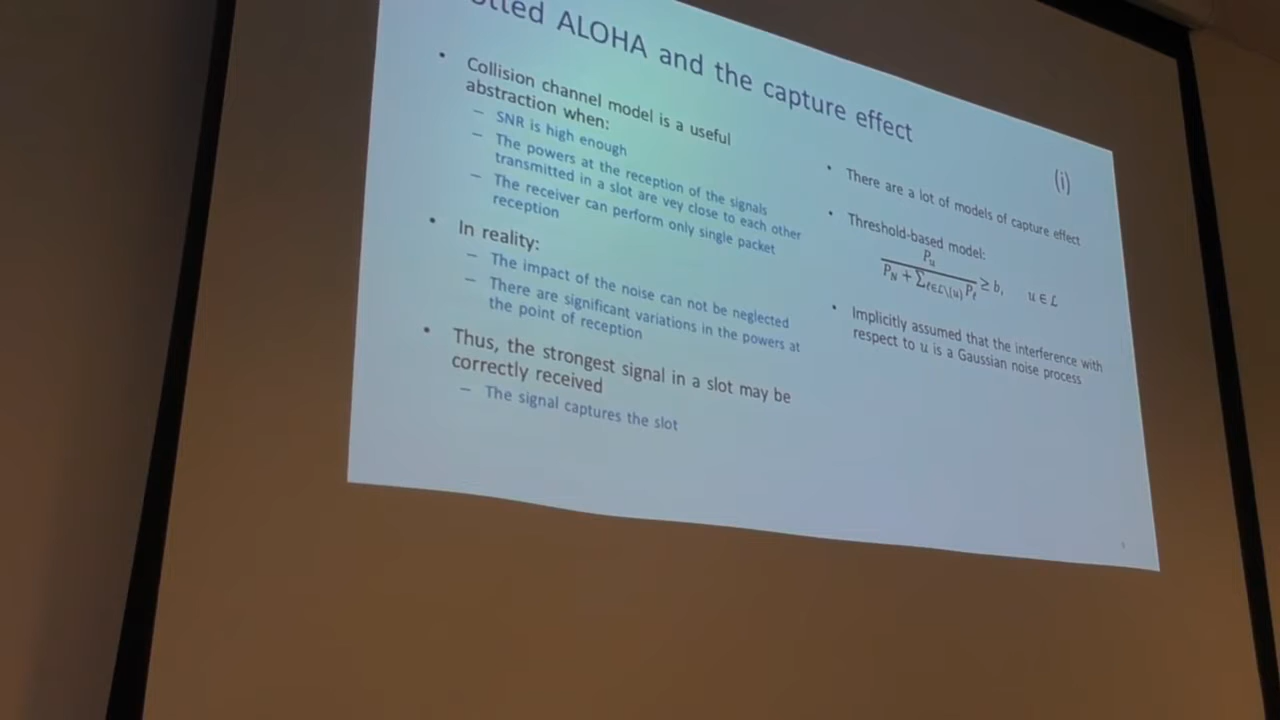 ALOHA and the capture effect
• Collision channel model is a useful
abstraction when:
– SNR is high enough
– The powers at the reception of the signals
transmitted in a slot are vey close to each other
– The receiver can perform only single packet
reception
• In reality:
– The impact of the noise can not be neglected
– There are significant variations in the powers at
the point of reception
• Thus, the strongest signal in a slot may be
correctly received
– The signal captures the slot
(i)
• There are a lot of models of capture effect
• Threshold-based model:
P_u / (P_N + Σ_{ℓ∈ℒ\{u}} P_ℓ) ≥ b, u ∈ ℒ
• Implicitly assumed that the interference with
respect to u is a Gaussian noise process